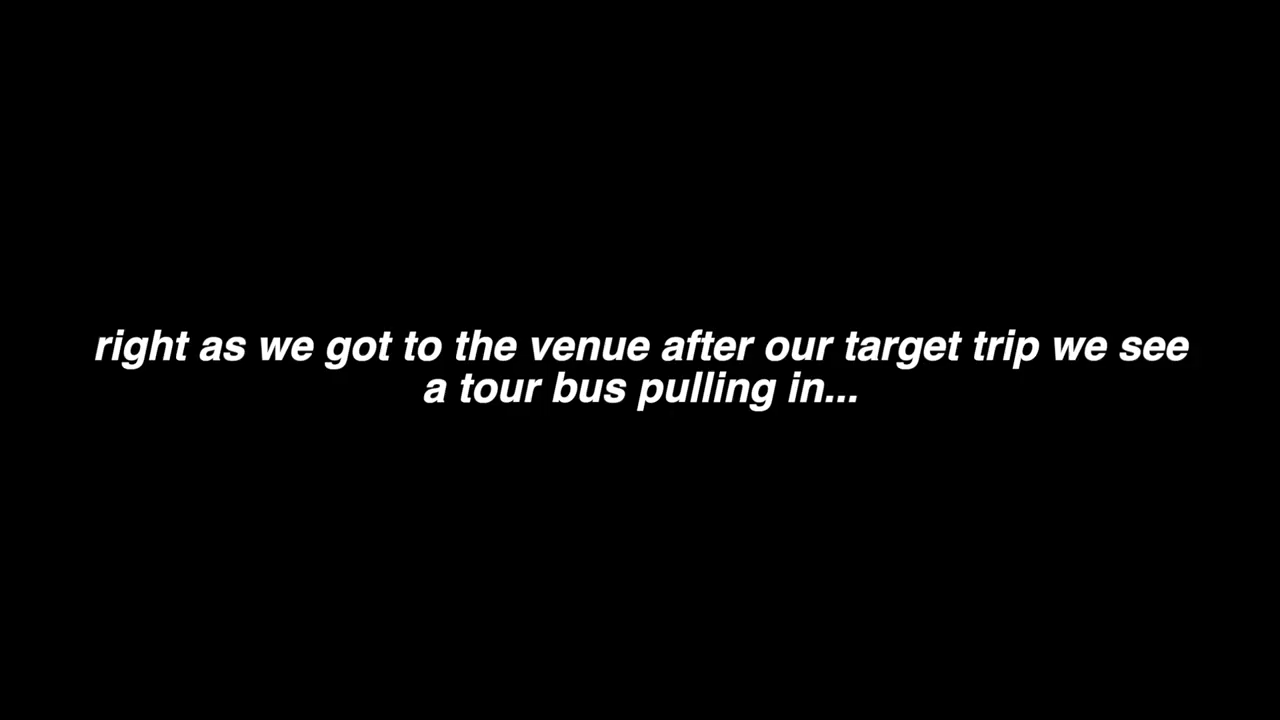 right as we got to the venue after our target trip we see
a tour bus pulling in...